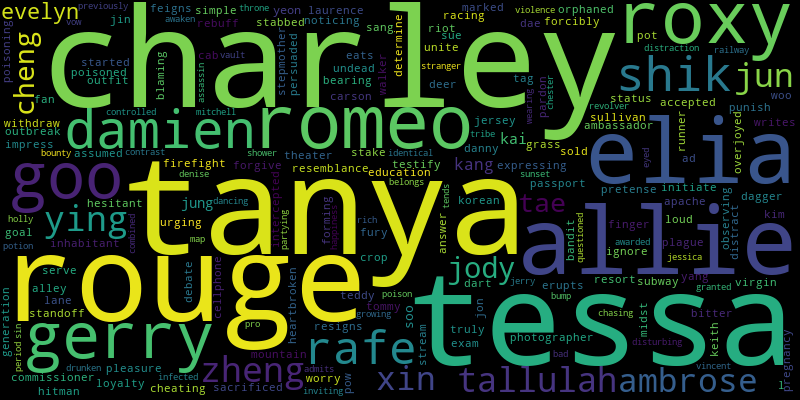 evelyn
previously
throne
simple
vow
awaken
jin
feigns
rebuff
yeon
laurence
noticing
marked
racing
violence
orphaned
dae
forcibly
roxy
charley
poisoning
cheng
started
poisoned
outfit
blaming
stabbed
cab
vault
assassin
stepmother
persuaded
sang
riot
sue
unite
determine
stranger
eats
undead
bearing
walker
deer
carson
tag
pardon
wearing
chester
pot
distraction
railway
shik
jun
status
accepted
woo
revolver
fan
withdraw
outbreak
impress
controlled
mitchell
damien
romeo
jersey
tribe
danny
kai
grass
sold
sullivan
ambassador
runner
punish
writes
overjoyed
bounty
contrast
assumed
shower
theater
identical
stake
testify
kang
expressing
elia
eyed
ad
goo
firefight
denise
forgive
resemblance
education
belongs
passport
pretense
initiate
dagger
tanya
hesitant
jung
dancing
intercepted
tends
korean
tae
apache
observing
distract
kim
holly
goal
ying
urging
map
partying
forming
happiness
rich
fury
answer
bandit
questioned
finger
loud
awarded
ignore
plague
jessica
allie
potion
inhabitant
combined
rouge
crop
jody
erupts
resort
subway
yang
granted
virgin
serve
alley
lane
debate
cellphone
heartbroken
teddy
tommy
poison
growing
dart
jerry
jon
bump
chasing
midst
bitter
generation
standoff
pro
resigns
soo
stream
truly
exam
photographer
keith
disturbing
vincent
pregnancy
gerry
tessa
period
sin
mountain
rafe
bad
drunken
pleasure
zheng
admits
worry
commissioner
loyalty
infected
cheating
hitman
sacrificed
inviting
pow
xin
tallulah
ambrose